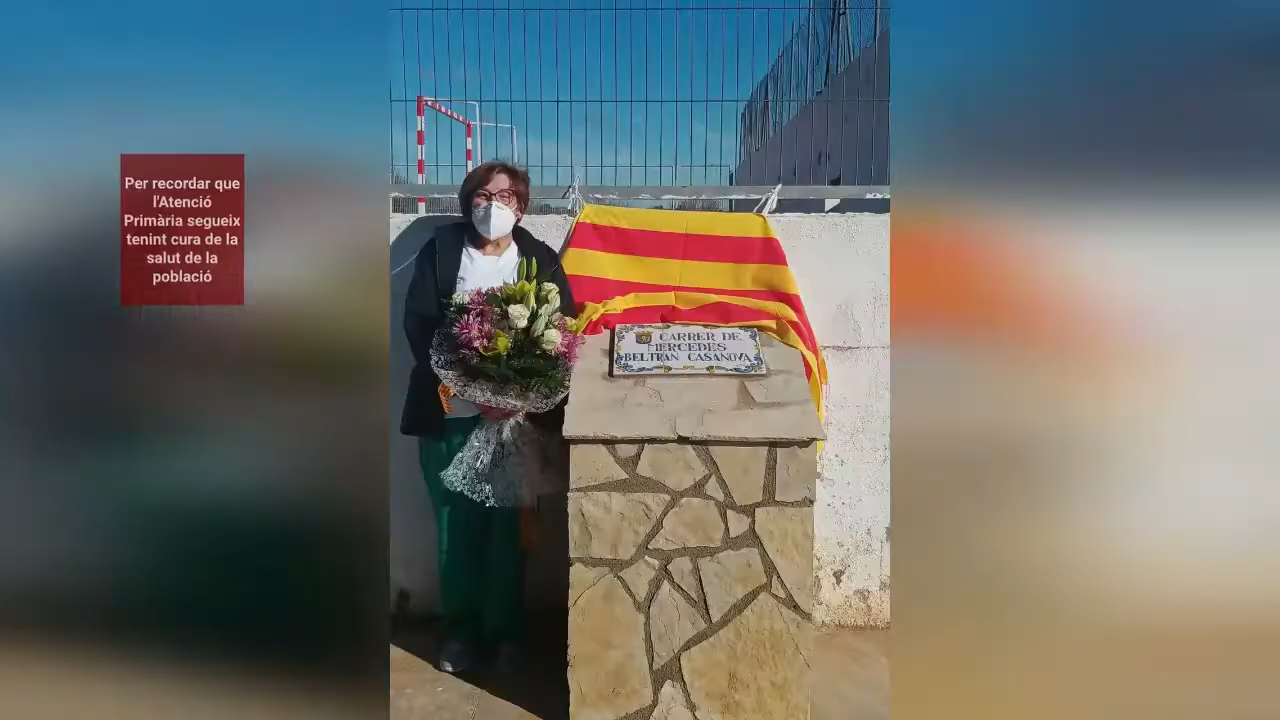 Per recordar que
l'Atenció
Primària segueix
tenint cura de la
salut de la
població
CARRER DE
MERCEDES
BELTRAN CASANOVA